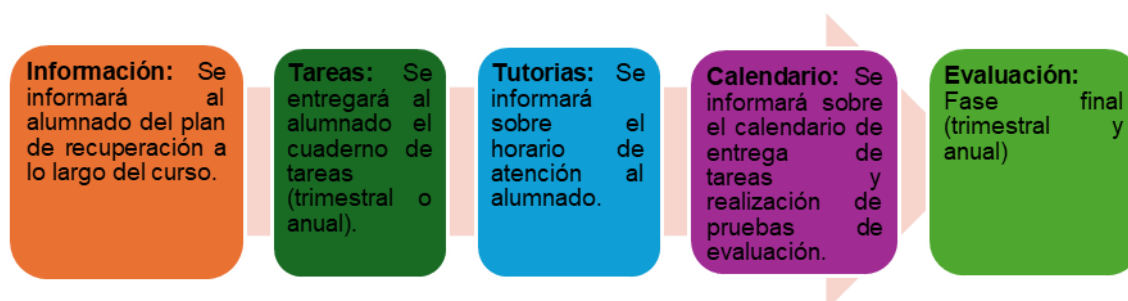 Información: Se
informará al
alumnado del plan
de recuperación a
lo largo del curso.
Tareas: Se
entregará al
alumnado el
cuaderno de
tareas
(trimestral o
anual).
Tutorias: Se
informará
sobre el
horario de
atención al
alumnado.
Calendario: Se
informará sobre
el calendario de
entrega de
tareas y
realización de
pruebas de
evaluación.
Evaluación:
Fase final
(trimestral y
anual)